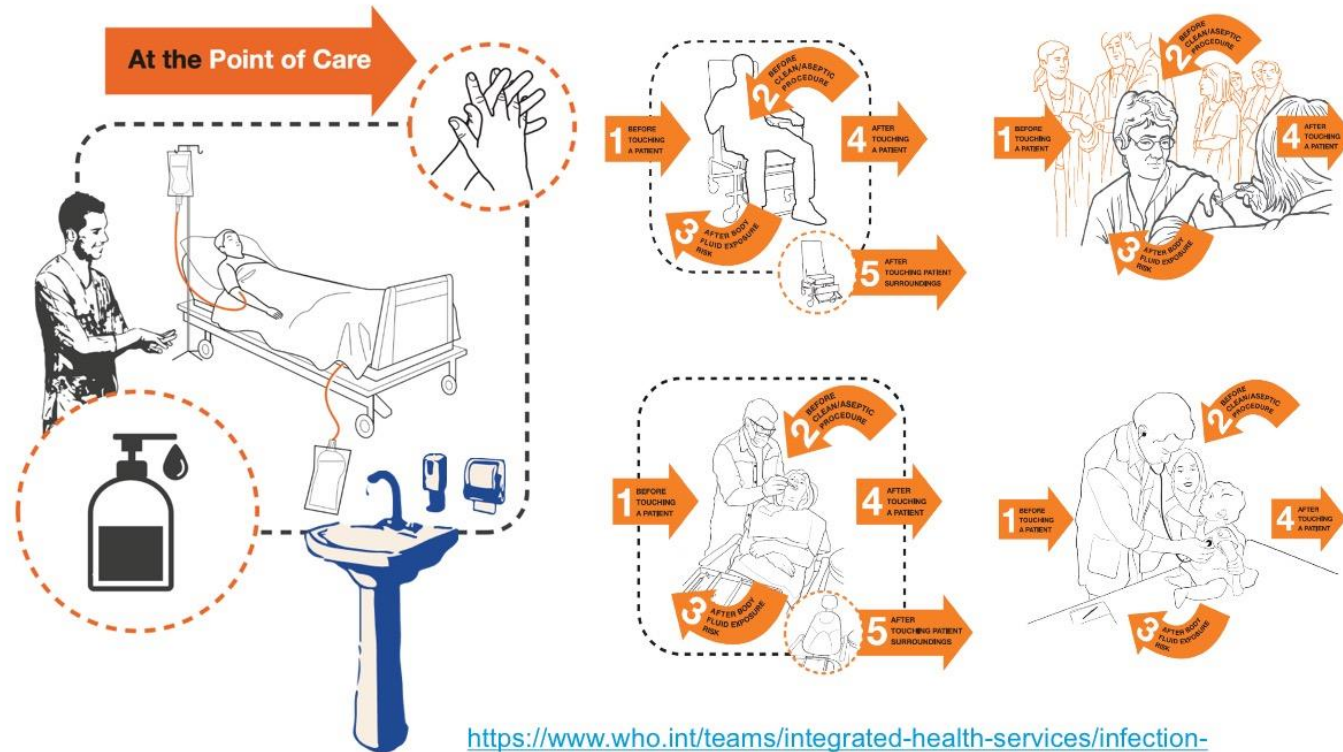 At the Point of Care
1 BEFORE
TOUCHING
A PATIENT
2 BEFORE
CLEAN/ASEPTIC
PROCEDURE
3 AFTER BODY
FLUID EXPOSURE
RISK
4 AFTER
TOUCHING
A PATIENT
5 AFTER
TOUCHING PATIENT
SURROUNDINGS
1 BEFORE
TOUCHING
A PATIENT
2 BEFORE
CLEAN/ASEPTIC
PROCEDURE
3 AFTER BODY
FLUID EXPOSURE
RISK
4 AFTER
TOUCHING
A PATIENT
1 BEFORE
TOUCHING
A PATIENT
2 BEFORE
CLEAN/ASEPTIC
PROCEDURE
3 AFTER BODY
FLUID EXPOSURE
RISK
4 AFTER
TOUCHING
A PATIENT
5 AFTER
TOUCHING PATIENT
SURROUNDINGS
1 BEFORE
TOUCHING
A PATIENT
2 BEFORE
CLEAN/ASEPTIC
PROCEDURE
3 AFTER BODY
FLUID EXPOSURE
RISK
4 AFTER
TOUCHING
A PATIENT
https://www.who.int/teams/integrated-health-services/infection-